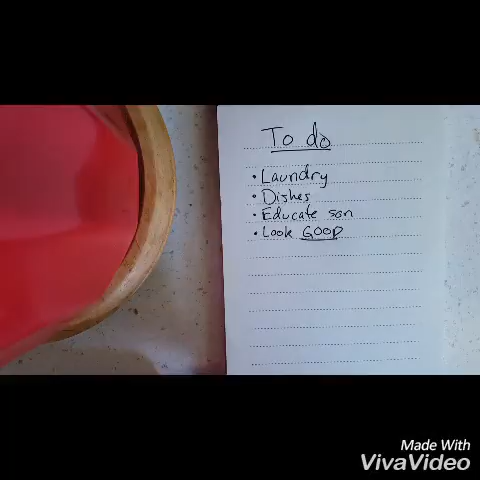 To do
• Laundry
• Dishes
• Educate son
• Look GOOD
Made With
VivaVideo